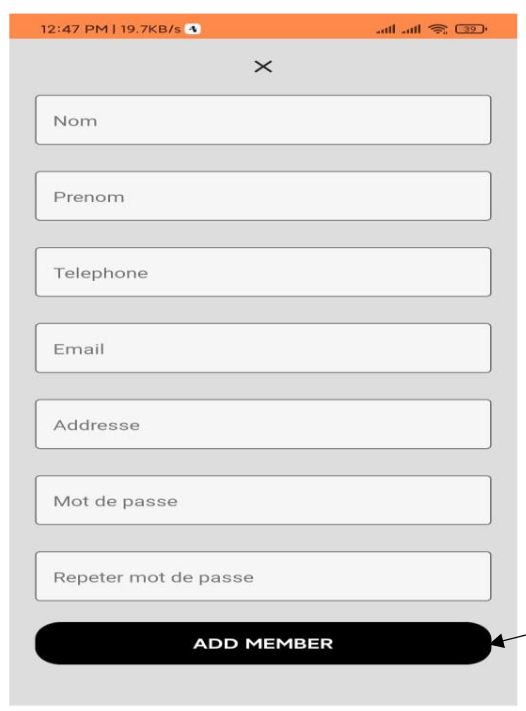 12:47 PM | 19.7KB/s
39
Nom
Prenom
Telephone
Email
Addresse
Mot de passe
Repeter mot de passe
ADD MEMBER